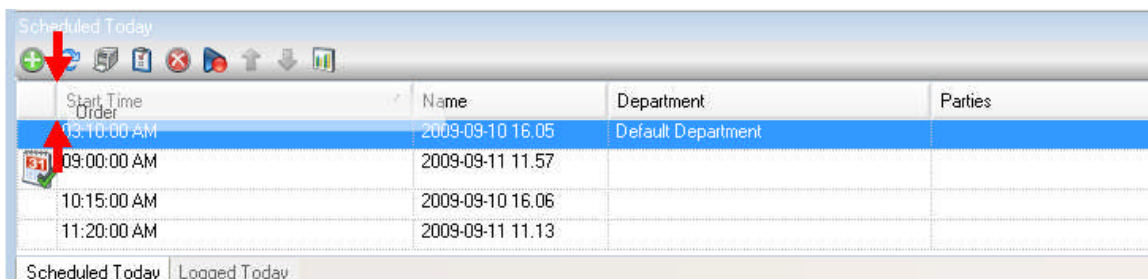 Scheduled Today
Start Time Name Department Parties
Order
03:10:00 AM 2009-09-10 16.05 Default Department
31 09:00:00 AM 2009-09-11 11.57
10:15:00 AM 2009-09-10 16.06
11:20:00 AM 2009-09-11 11.13
Scheduled Today Logged Today